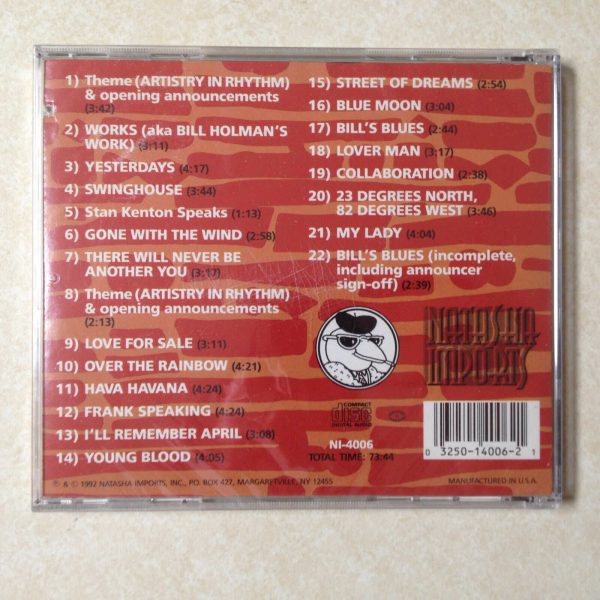 1) Theme (ARTISTRY IN RHYTHM)
& opening announcements
(3:42)
2) WORKS (aka BILL HOLMAN'S
WORK) (3:11)
3) YESTERDAYS (4:17)
4) SWINGHOUSE (3:44)
5) Stan Kenton Speaks (1:13)
6) GONE WITH THE WIND (2:58)
7) THERE WILL NEVER BE
ANOTHER YOU (3:17)
8) Theme (ARTISTRY IN RHYTHM)
& opening announcements
(2:13)
9) LOVE FOR SALE (3:11)
10) OVER THE RAINBOW (4:21)
11) HAVA HAVANA (4:24)
12) FRANK SPEAKING (4:24)
13) I'LL REMEMBER APRIL (3:08)
14) YOUNG BLOOD (4:05)
15) STREET OF DREAMS (2:54)
16) BLUE MOON (3:04)
17) BILL'S BLUES (2:44)
18) LOVER MAN (3:17)
19) COLLABORATION (2:38)
20) 23 DEGREES NORTH,
82 DEGREES WEST (3:46)
21) MY LADY (4:04)
22) BILL'S BLUES (incomplete,
including announcer
sign-off) (2:39)
NATASHA
IMPORTS
COMPACT
disc
DIGITAL AUDIO
NI-4006
TOTAL TIME: 73:44
0 3250-14006-2 1
℗ & © 1992 NATASHA IMPORTS, INC., P.O. BOX 427, MARGARETVILLE, NY 12455
MANUFACTURED IN U.S.A.